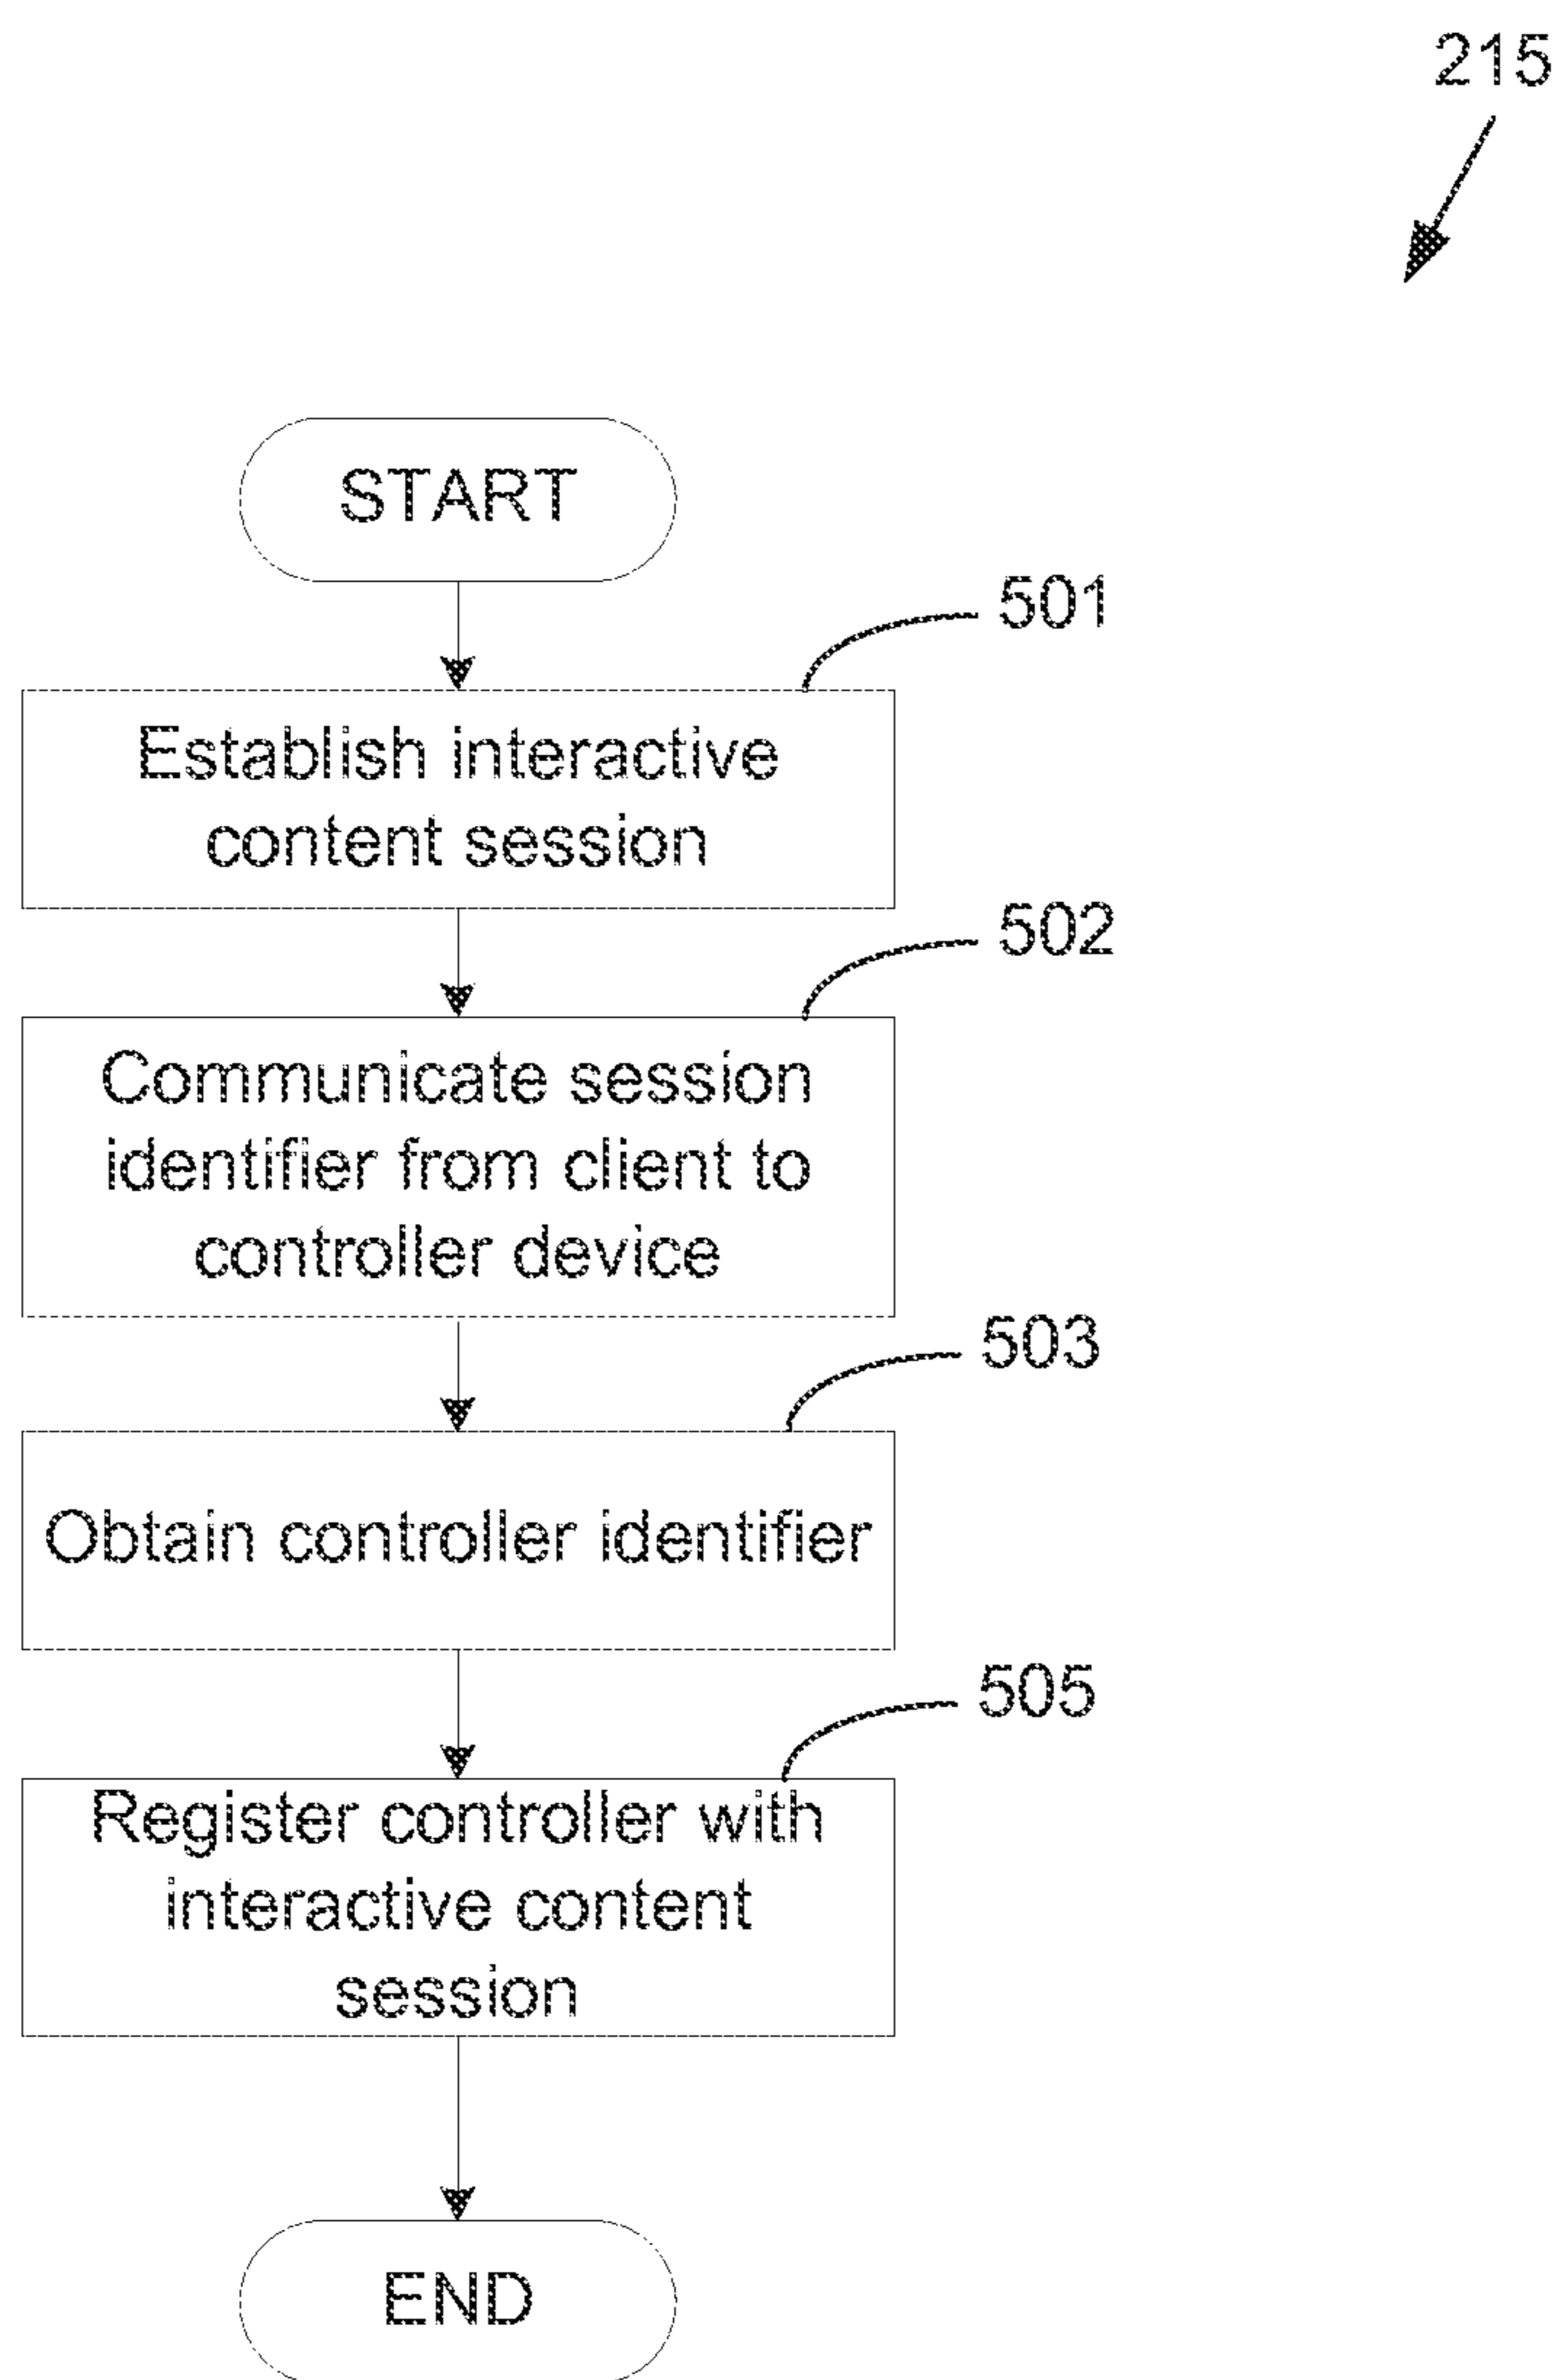 215
START
501
Establish interactive
content session
502
Communicate session
identifier from client to
controller device
503
Obtain controller identifier
505
Register controller with
interactive content
session
END